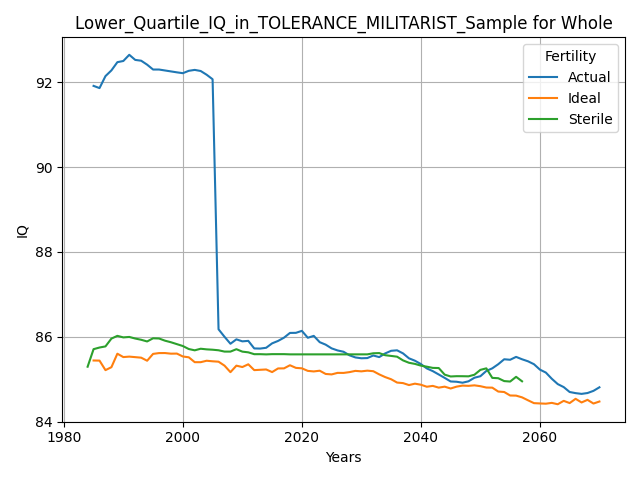 Lower_Quartile_IQ_in_TOLERANCE_MILITARIST_Sample for Whole
Fertility
Actual
Ideal
Sterile
IQ
92
90
88
86
84
1980
2000
2020
2040
2060
Years